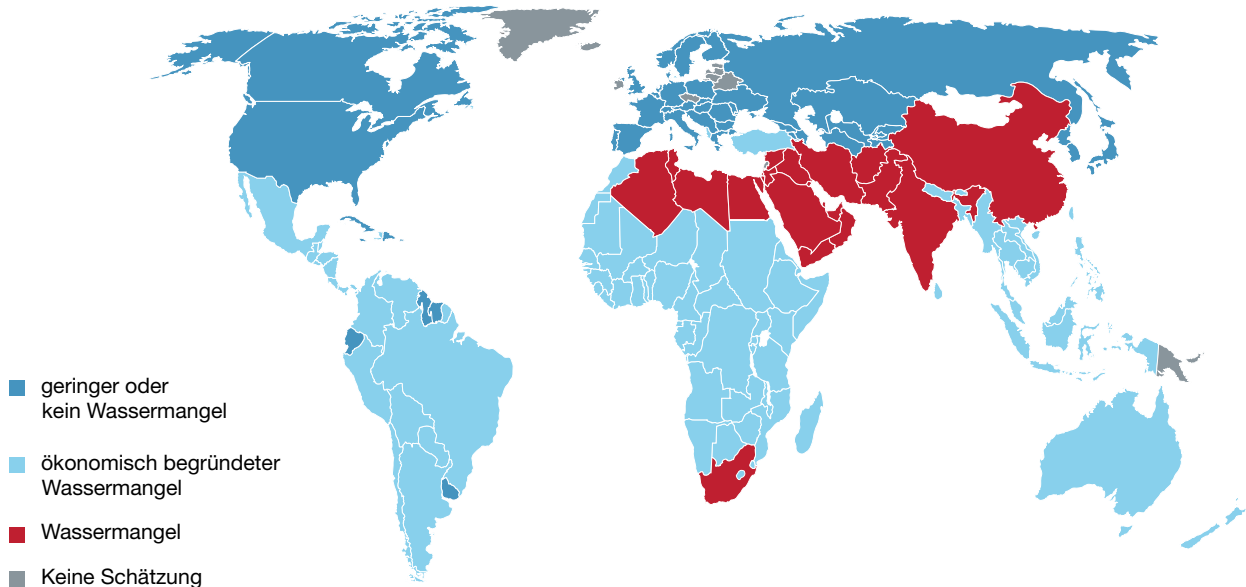 geringer oder
kein Wassermangel
ökonomisch begründeter
Wassermangel
Wassermangel
Keine Schätzung